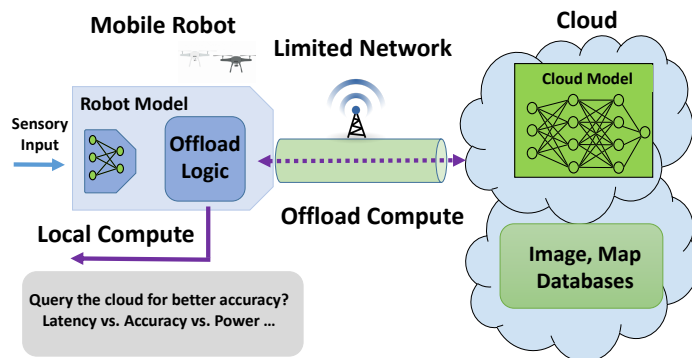 Mobile Robot
Limited Network
Cloud
Robot Model
Cloud Model
Sensory
Input
Offload
Logic
Local Compute
Offload Compute
Image, Map
Databases
Query the cloud for better accuracy?
Latency vs. Accuracy vs. Power ...